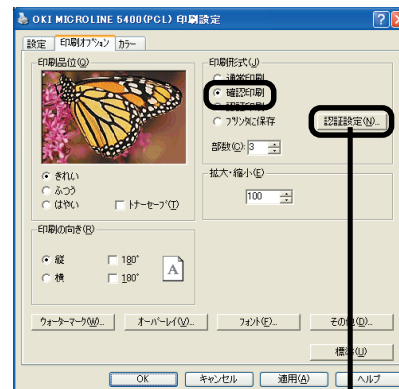 OKI MICROLINE 5400(PCL) 印刷設定
設定 印刷オプション カラー
印刷品位(Q)
きれい
ふつう
はやい トナーセーブ(T)
印刷形式(J)
通常印刷
確認印刷
認証印刷
プリンタに保存
認証設定(N)...
部数(C): 3
拡大・縮小(E)
100
印刷の向き(R)
縦 180°
横 180°
A
ウォーターマーク(W)... オーバーレイ(V)... フォント(F)... その他(D)...
標準(U)
OK キャンセル 適用(A) ヘルプ